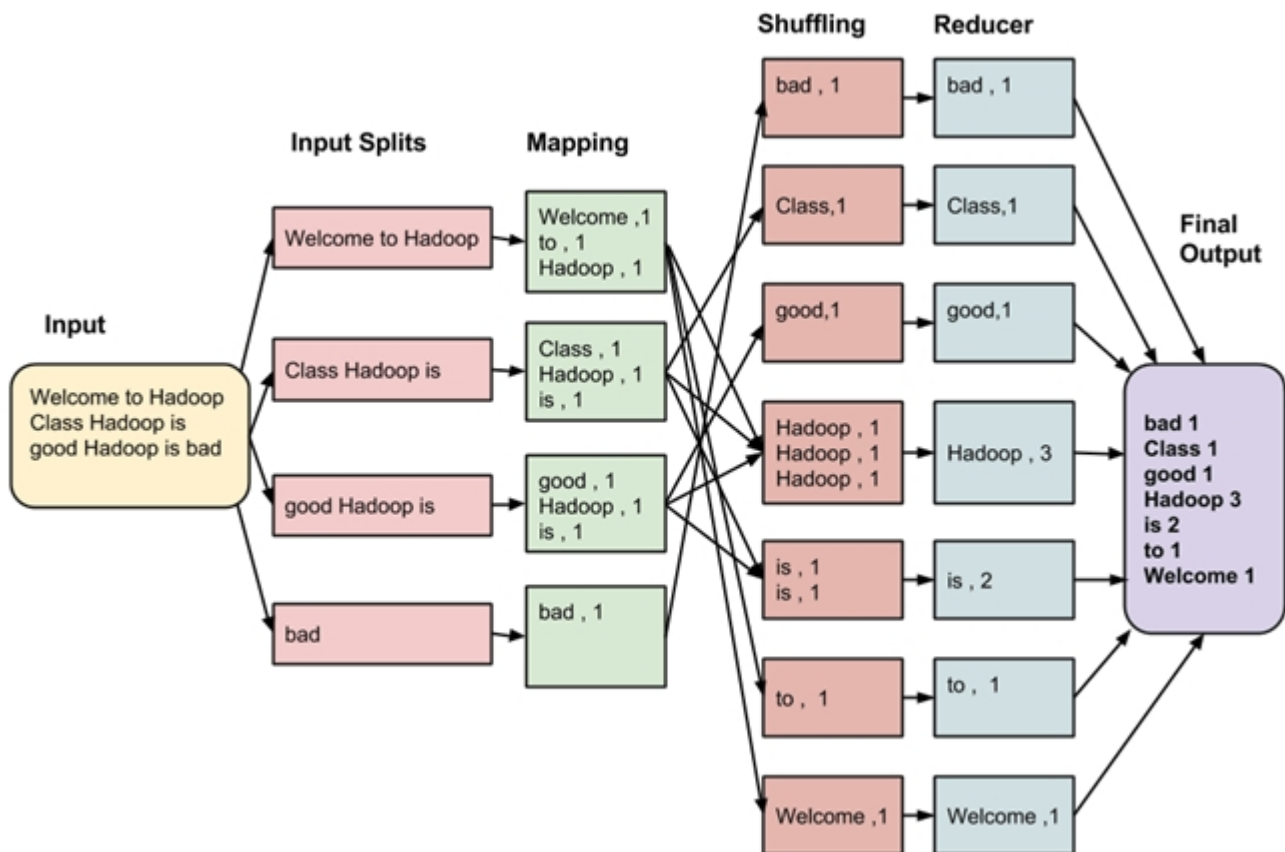 Shuffling
Reducer
bad , 1
bad , 1
Input Splits
Mapping
Class,1
Class,1
Welcome to Hadoop
Welcome ,1
to , 1
Hadoop , 1
Final
Output
Input
good,1
good,1
Class Hadoop is
Class , 1
Hadoop , 1
is , 1
Welcome to Hadoop
Class Hadoop is
good Hadoop is bad
Hadoop , 1
Hadoop , 1
Hadoop , 1
Hadoop , 3
bad 1
Class 1
good 1
Hadoop 3
is 2
to 1
Welcome 1
good Hadoop is
good , 1
Hadoop , 1
is , 1
is , 1
is , 1
is , 2
bad
bad , 1
to , 1
to , 1
Welcome ,1
Welcome ,1